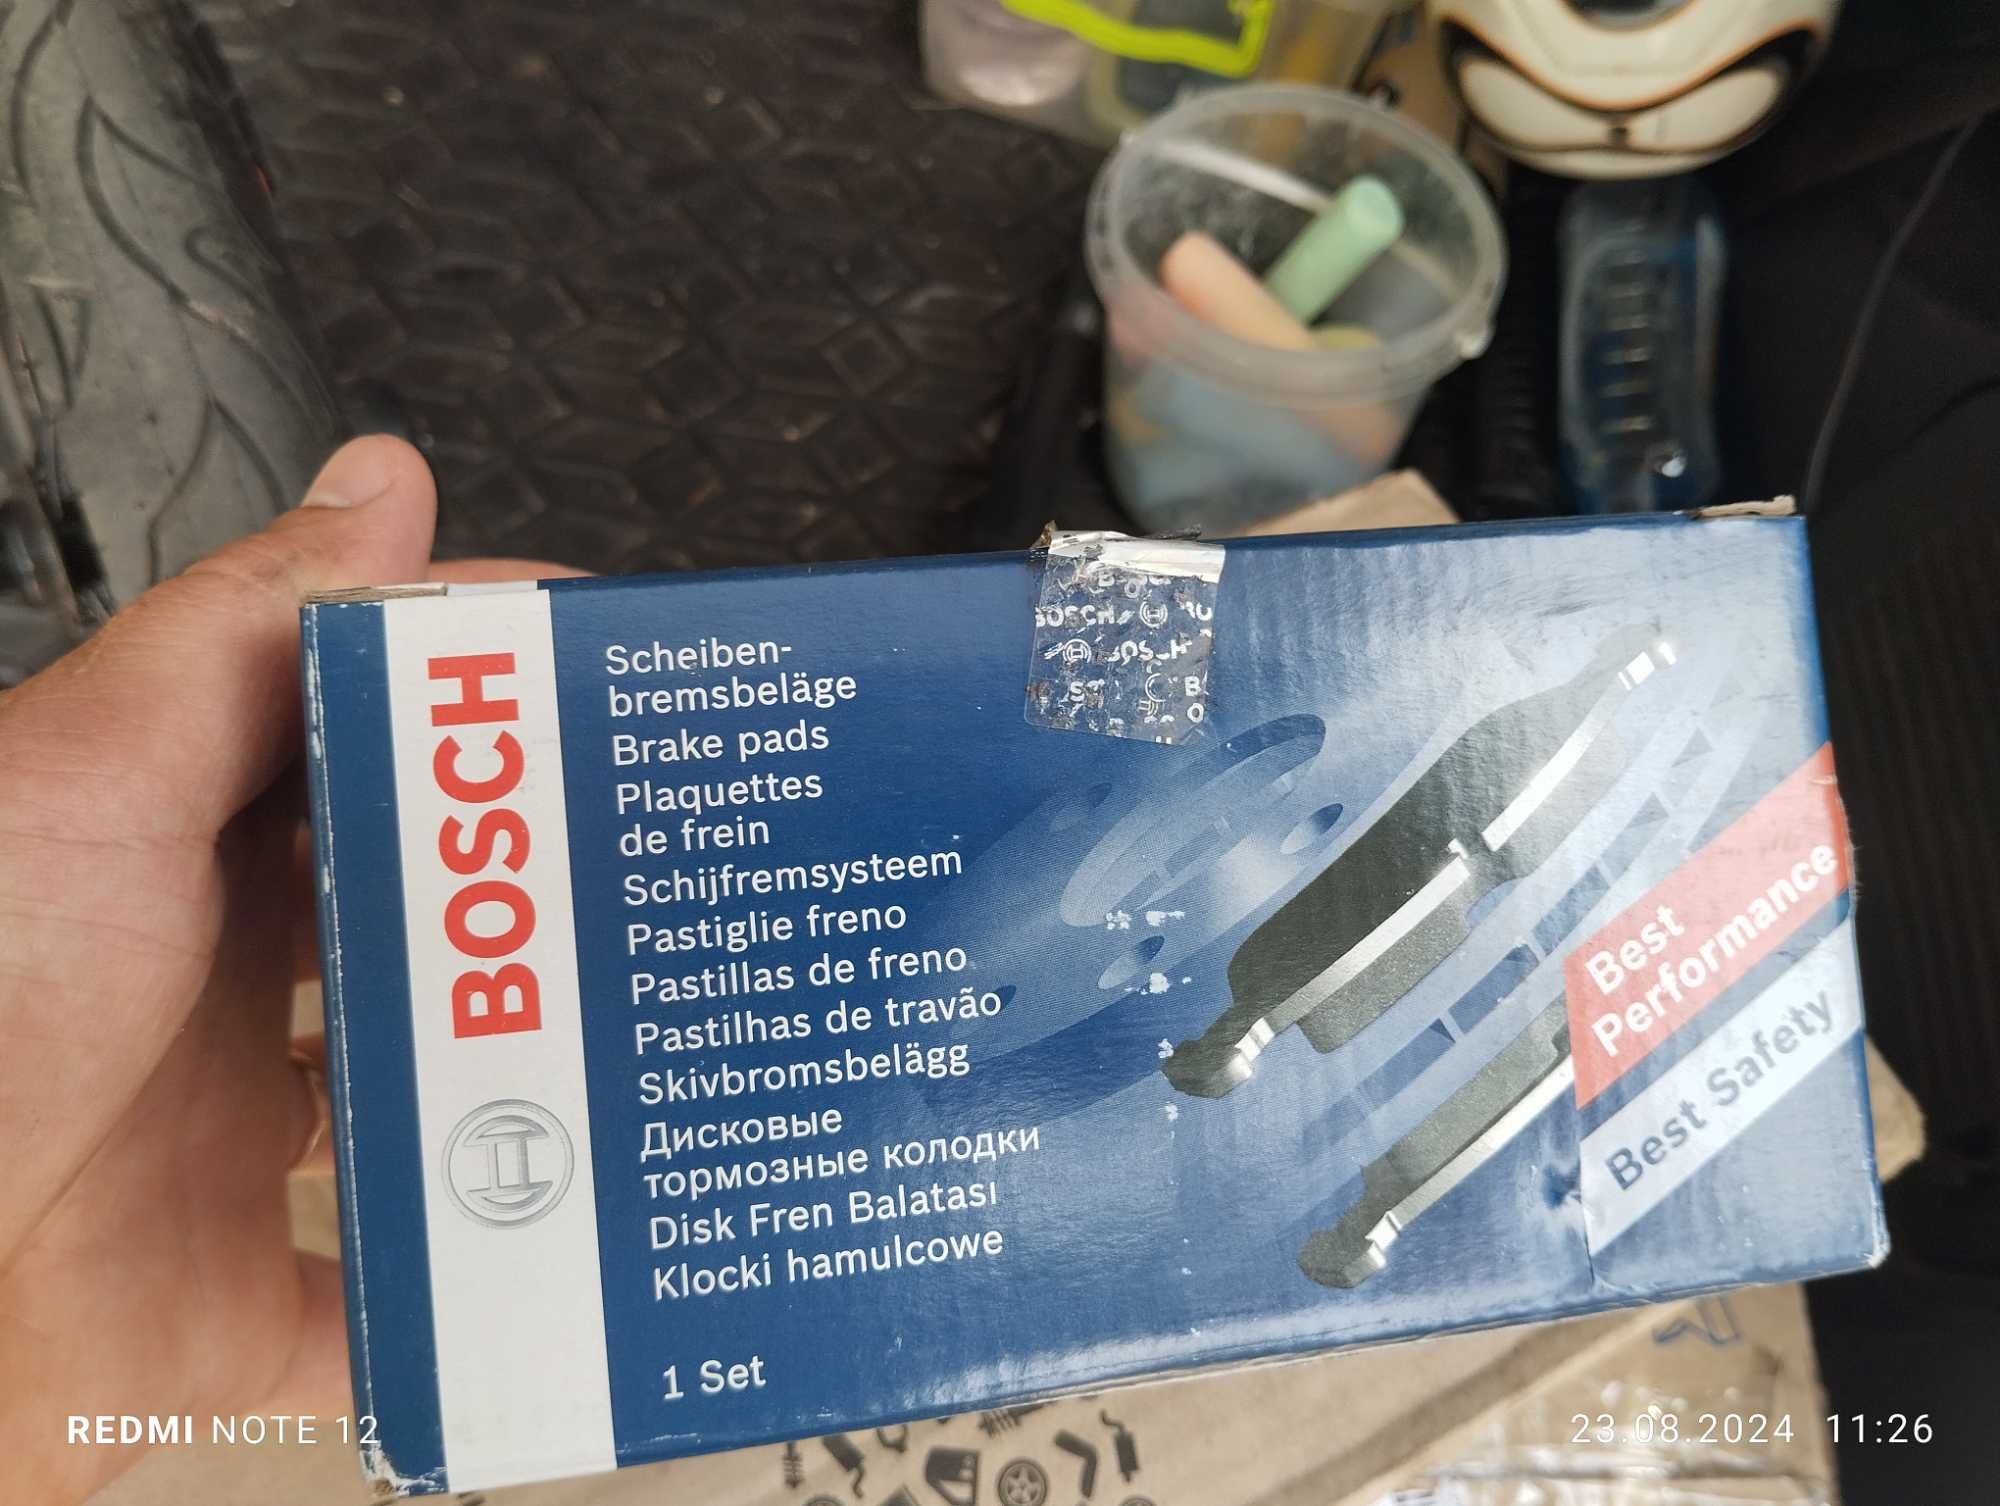 BOSCH
Scheiben-
bremsbeläge
Brake pads
Plaquettes
de frein
Schijfremsysteem
Pastiglie freno
Pastillas de freno
Pastilhas de travão
Skivbromsbelägg
Дисковые
тормозные колодки
Disk Fren Balatası
Klocki hamulcowe
1 Set
BOSCH
BOSCH
Best
Performance
Best Safety
REDMI NOTE 12
23.08.2024 11:26